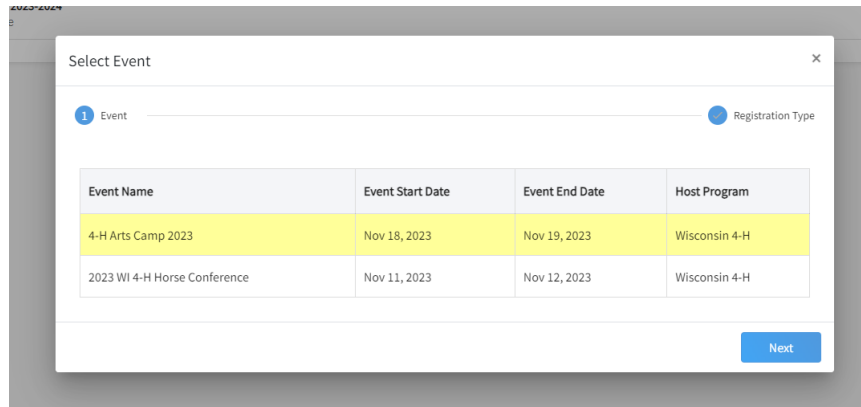 2023-2024
e
Select Event ×
1 Event Registration Type
Event Name Event Start Date Event End Date Host Program
4-H Arts Camp 2023 Nov 18, 2023 Nov 19, 2023 Wisconsin 4-H
2023 WI 4-H Horse Conference Nov 11, 2023 Nov 12, 2023 Wisconsin 4-H
Next